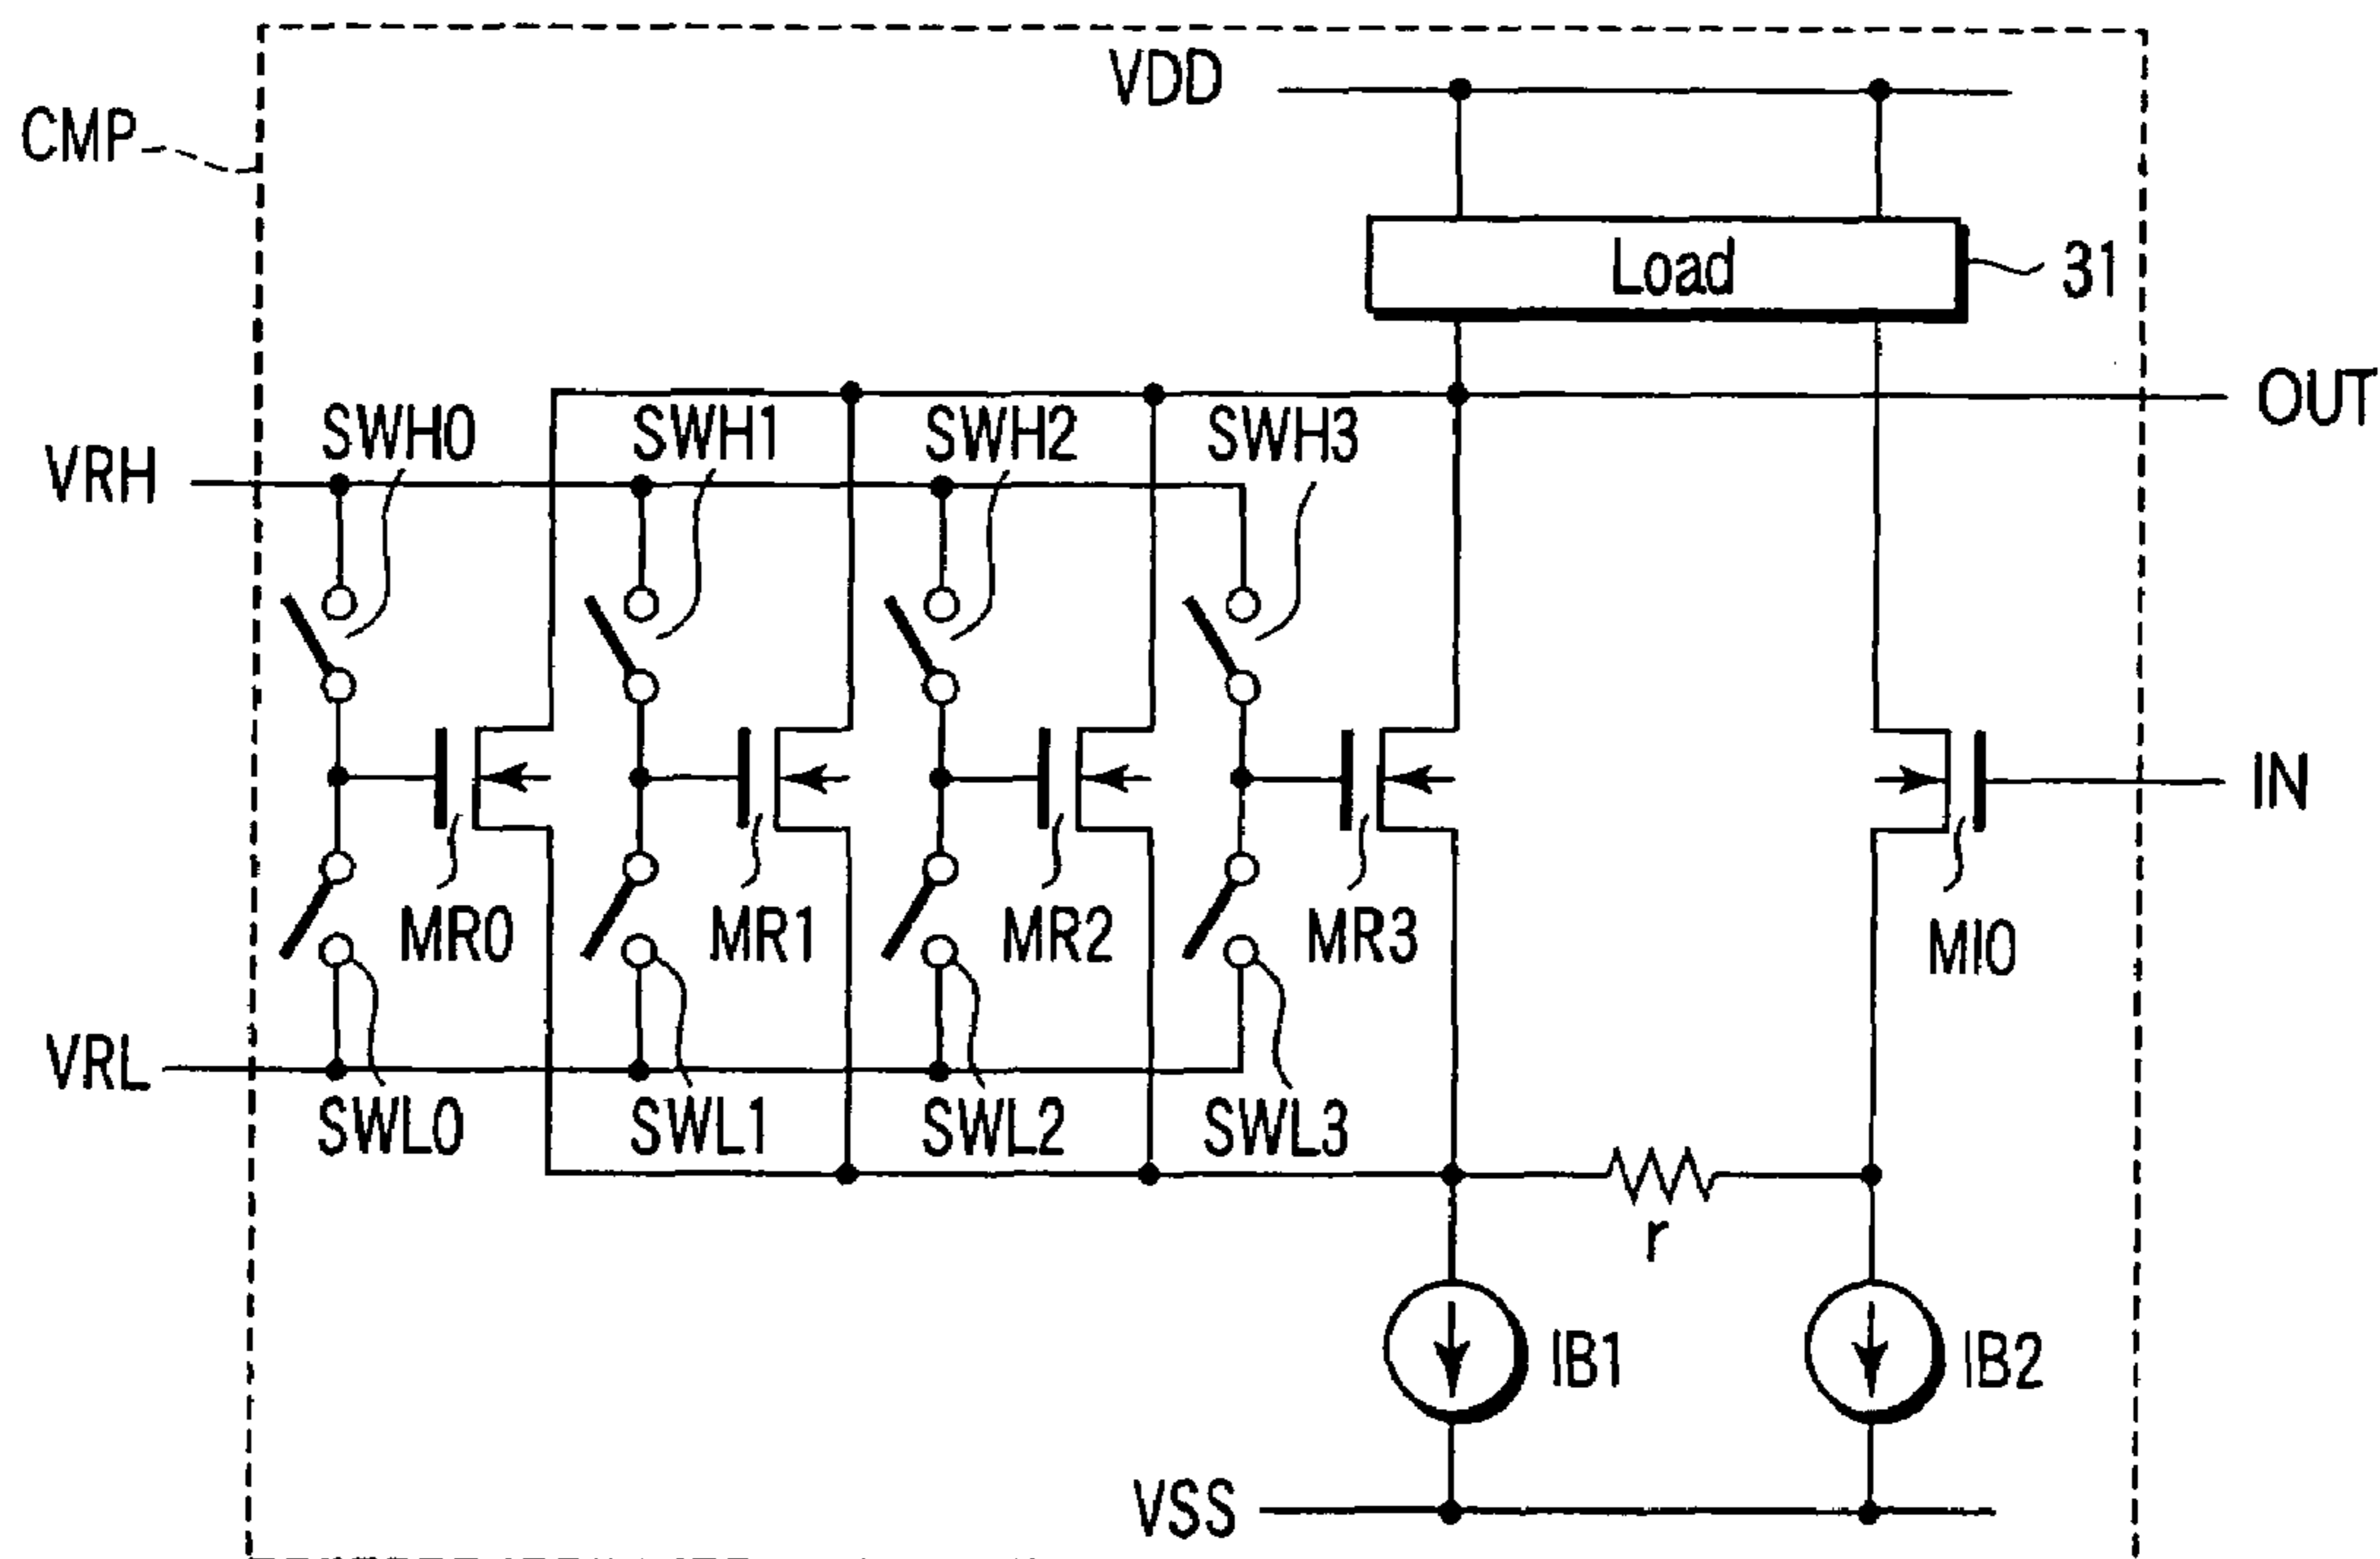 VDD
CMP
Load
31
OUT
SWH0
SWH1
SWH2
SWH3
VRH
IN
MR0
MR1
MR2
MR3
MI0
VRL
SWL0
SWL1
SWL2
SWL3
r
IB1
IB2
VSS